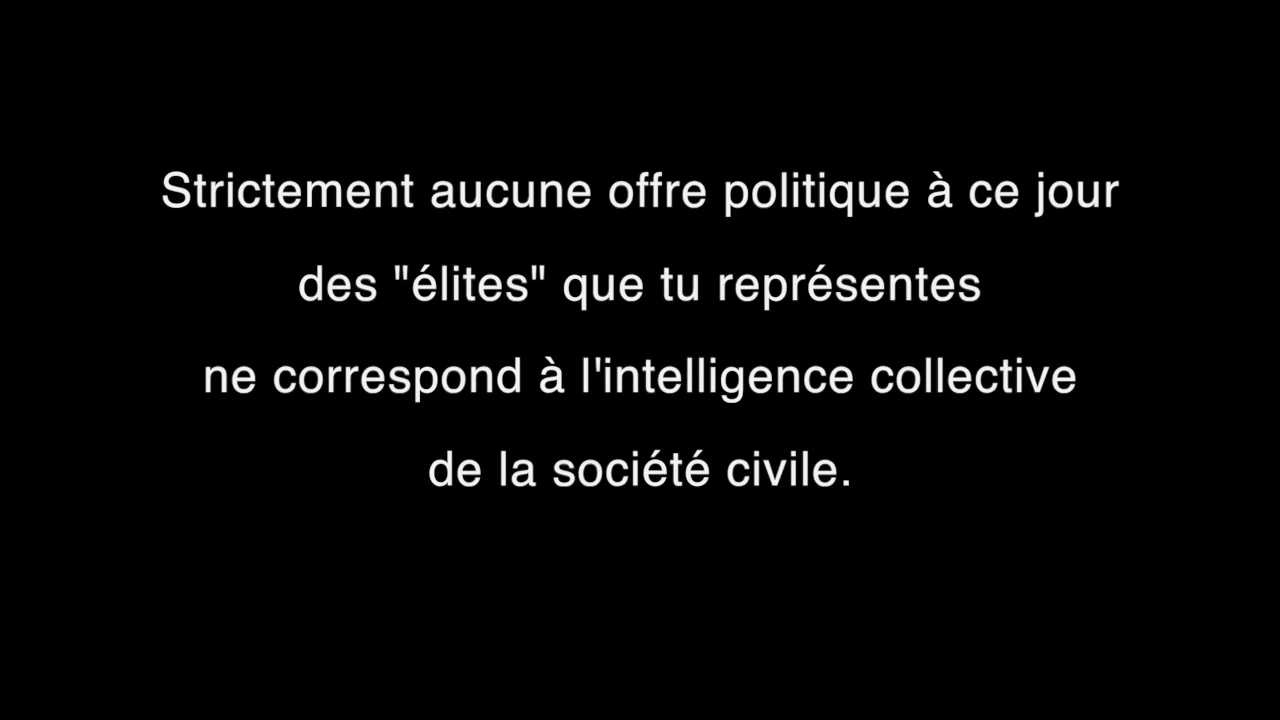 Strictement aucune offre politique à ce jour
des "élites" que tu représentes
ne correspond à l'intelligence collective
de la société civile.